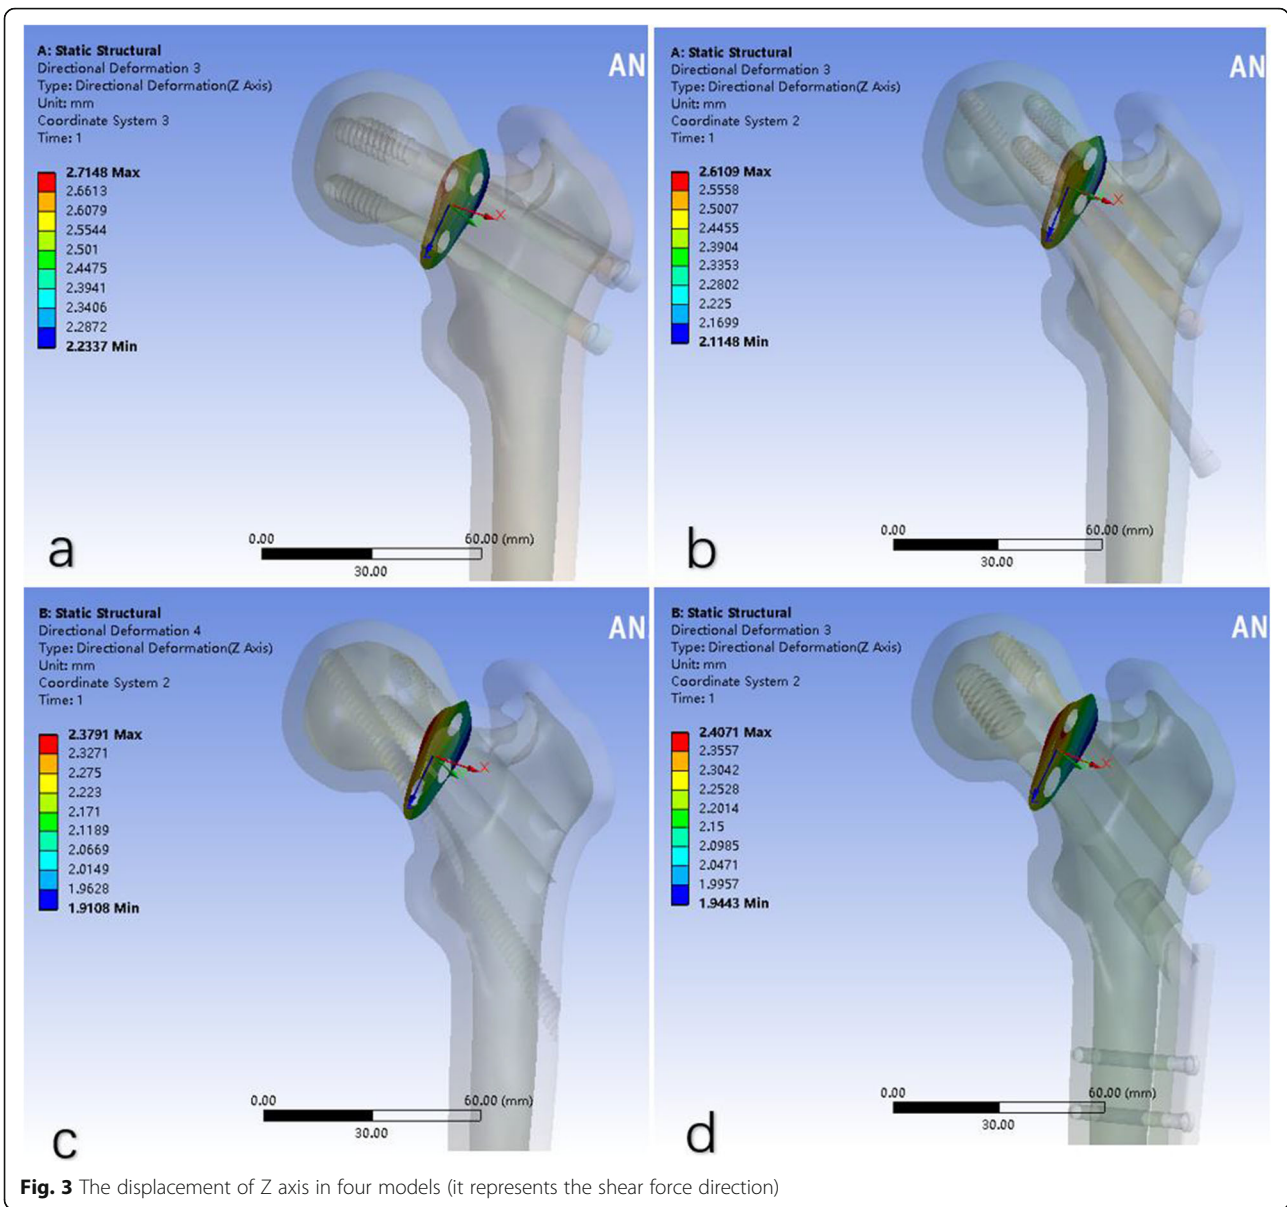 A: Static Structural
Directional Deformation 3
Type: Directional Deformation(Z Axis)
Unit: mm
Coordinate System 3
Time: 1
AN
2.7148 Max
2.6613
2.6079
2.5544
2.501
2.4475
2.3941
2.3406
2.2872
2.2337 Min
X
0.00
60.00 (mm)
30.00
a
A: Static Structural
Directional Deformation 3
Type: Directional Deformation(Z Axis)
Unit: mm
Coordinate System 2
Time: 1
AN
2.6109 Max
2.5558
2.5007
2.4455
2.3904
2.3353
2.2802
2.225
2.1699
2.1148 Min
X
0.00
60.00 (mm)
30.00
b
B: Static Structural
Directional Deformation 4
Type: Directional Deformation(Z Axis)
Unit: mm
Coordinate System 2
Time: 1
AN
2.3791 Max
2.3271
2.275
2.223
2.171
2.1189
2.0669
2.0149
1.9628
1.9108 Min
X
0.00
60.00 (mm)
30.00
c
B: Static Structural
Directional Deformation 3
Type: Directional Deformation(Z Axis)
Unit: mm
Coordinate System 2
Time: 1
AN
2.4071 Max
2.3557
2.3042
2.2528
2.2014
2.15
2.0985
2.0471
1.9957
1.9443 Min
X
0.00
60.00 (mm)
30.00
d
Fig. 3 The displacement of Z axis in four models (it represents the shear force direction)